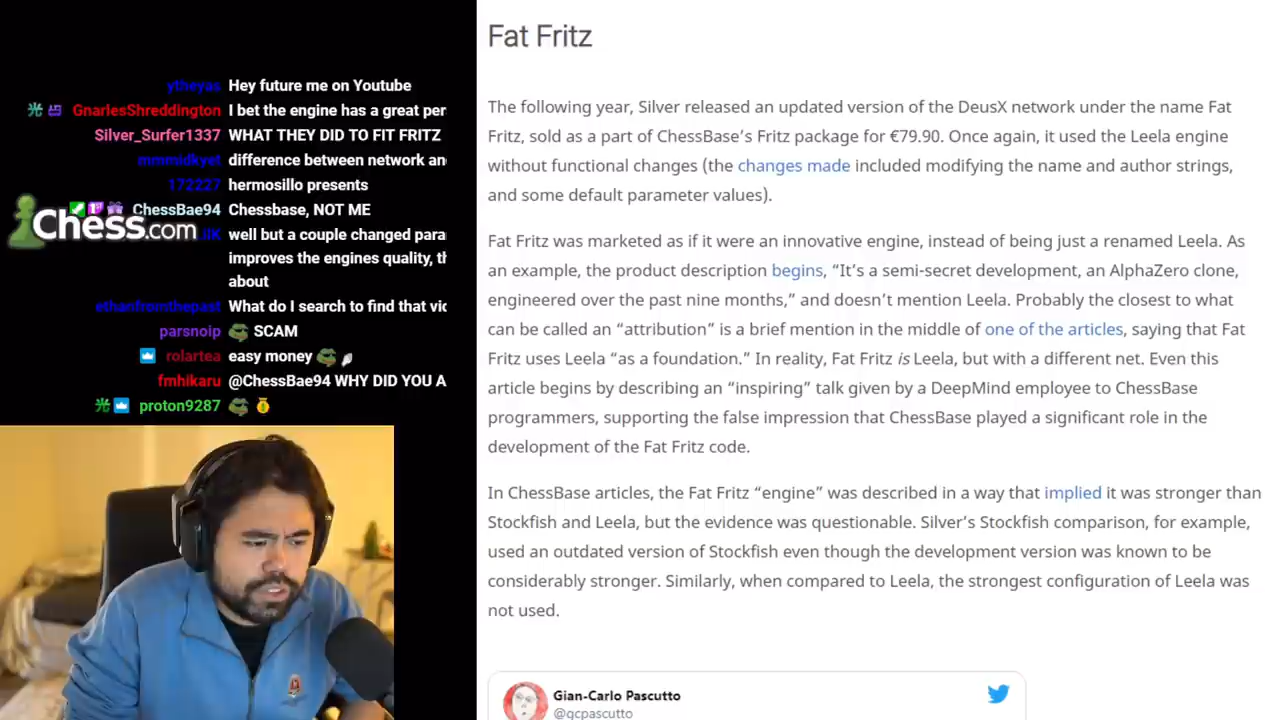 ytheyas Hey future me on Youtube
GnarlesShreddington I bet the engine has a great per
Silver_Surfer1337 WHAT THEY DID TO FIT FRITZ
mmmidkyet difference between network an
172227 hermosillo presents
ChessBae94 Chessbase, NOT ME
Chess.com
well but a couple changed para
improves the engines quality, th
about
ethanfromthepast What do I search to find that vid
parsnoip SCAM
rolartea easy money
fmhikaru @ChessBae94 WHY DID YOU A
proton9287
Fat Fritz
The following year, Silver released an updated version of the DeusX network under the name Fat
Fritz, sold as a part of ChessBase's Fritz package for €79.90. Once again, it used the Leela engine
without functional changes (the changes made included modifying the name and author strings,
and some default parameter values).
Fat Fritz was marketed as if it were an innovative engine, instead of being just a renamed Leela. As
an example, the product description begins, “It's a semi-secret development, an AlphaZero clone,
engineered over the past nine months,” and doesn't mention Leela. Probably the closest to what
can be called an “attribution” is a brief mention in the middle of one of the articles, saying that Fat
Fritz uses Leela “as a foundation.” In reality, Fat Fritz is Leela, but with a different net. Even this
article begins by describing an “inspiring” talk given by a DeepMind employee to ChessBase
programmers, supporting the false impression that ChessBase played a significant role in the
development of the Fat Fritz code.
In ChessBase articles, the Fat Fritz “engine” was described in a way that implied it was stronger than
Stockfish and Leela, but the evidence was questionable. Silver's Stockfish comparison, for example,
used an outdated version of Stockfish even though the development version was known to be
considerably stronger. Similarly, when compared to Leela, the strongest configuration of Leela was
not used.
Gian-Carlo Pascutto
@gcpascutto